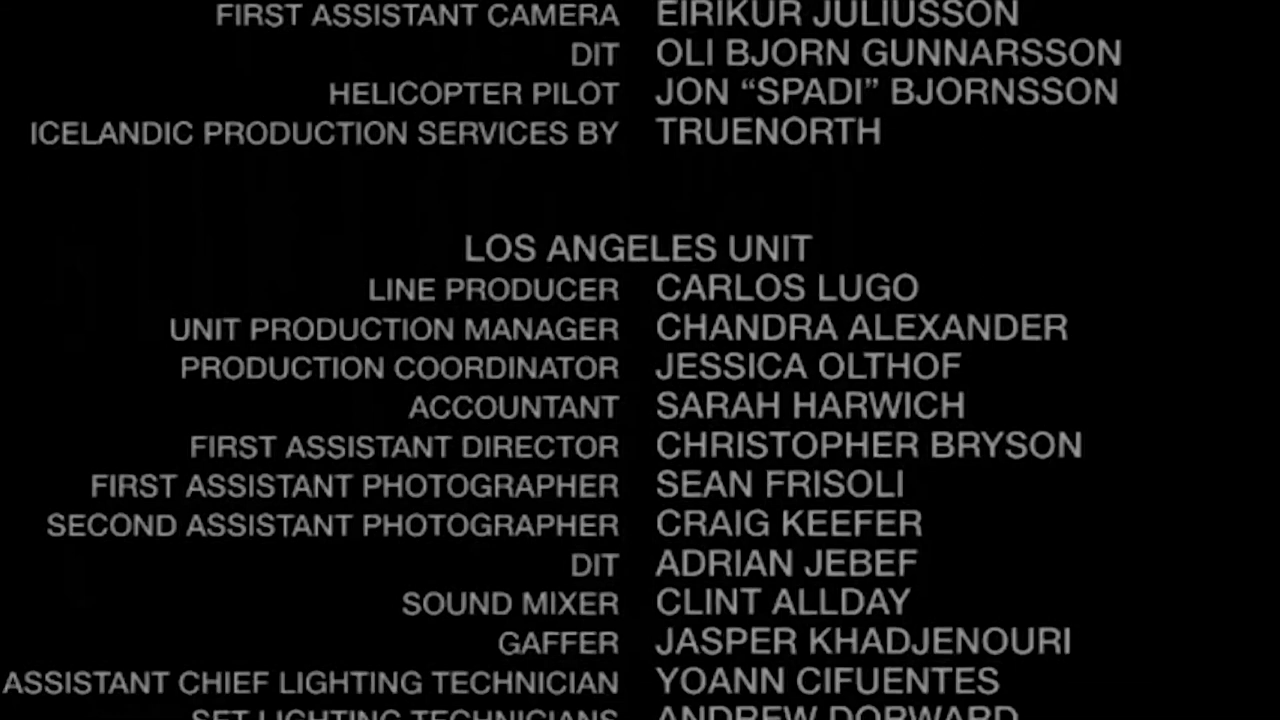 FIRST ASSISTANT CAMERA EIRIKUR JULIUSSON
DIT OLI BJORN GUNNARSSON
HELICOPTER PILOT JON “SPADI” BJORNSSON
ICELANDIC PRODUCTION SERVICES BY TRUENORTH
LOS ANGELES UNIT
LINE PRODUCER CARLOS LUGO
UNIT PRODUCTION MANAGER CHANDRA ALEXANDER
PRODUCTION COORDINATOR JESSICA OLTHOF
ACCOUNTANT SARAH HARWICH
FIRST ASSISTANT DIRECTOR CHRISTOPHER BRYSON
FIRST ASSISTANT PHOTOGRAPHER SEAN FRISOLI
SECOND ASSISTANT PHOTOGRAPHER CRAIG KEEFER
DIT ADRIAN JEBEF
SOUND MIXER CLINT ALLDAY
GAFFER JASPER KHADJENOURI
ASSISTANT CHIEF LIGHTING TECHNICIAN YOANN CIFUENTES
SET LIGHTING TECHNICIANS ANDREW DORWARD